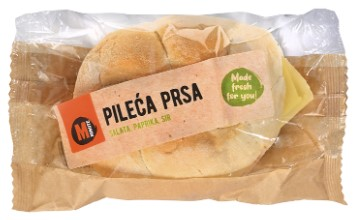 PILEĆA PRSA
SALATA, PAPRIKA, SIR
Made
fresh
for you!
M